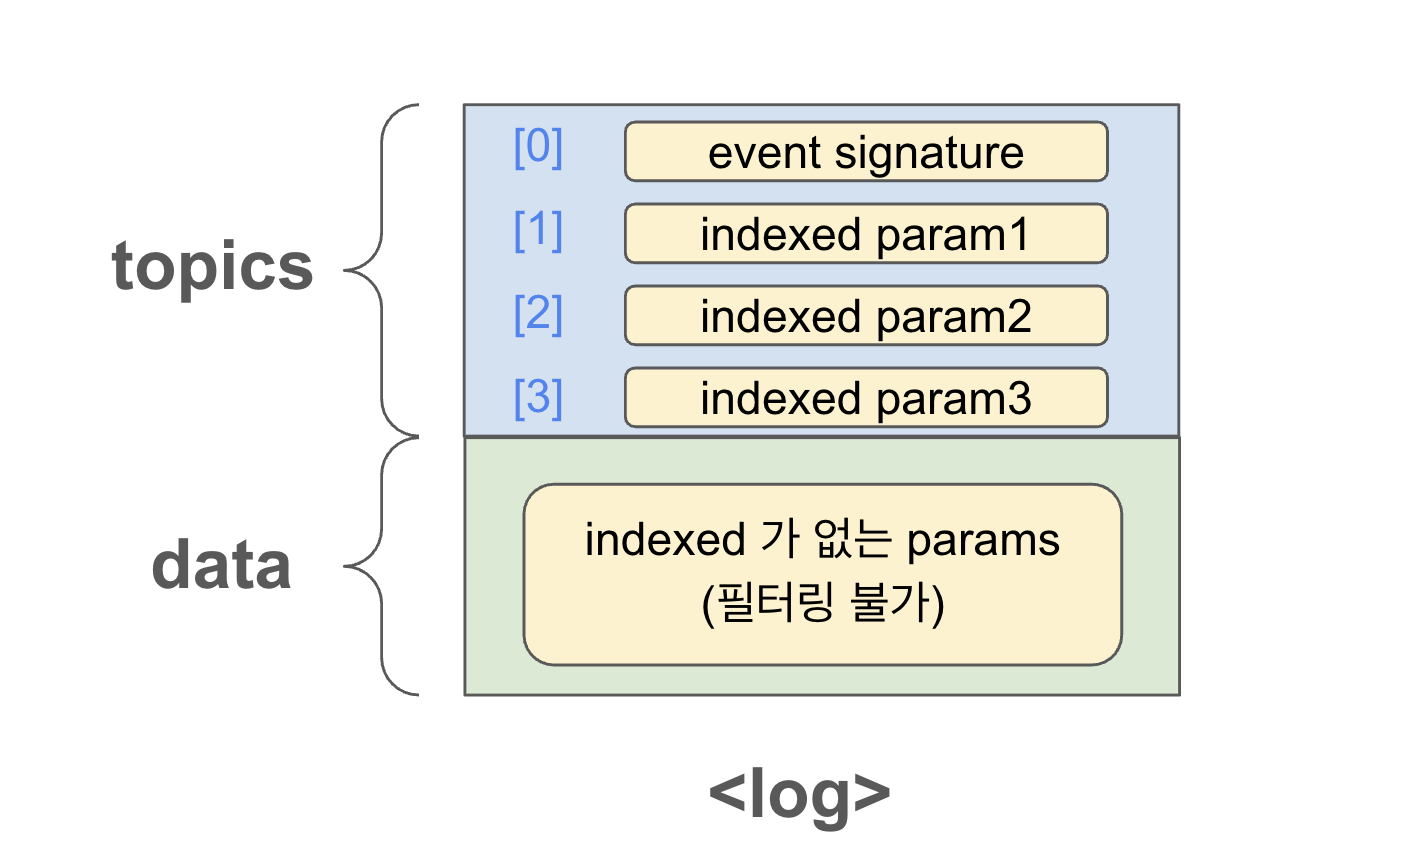 topics
[0] event signature
[1] indexed param1
[2] indexed param2
[3] indexed param3
data
indexed 가 없는 params
(필터링 불가)
<log>